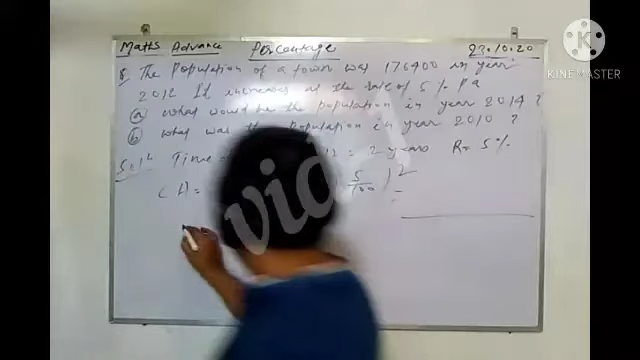 Maths Advance Percentage 23.10.20
KINEMASTER
8. The Population of a town was 176400 in year
2012 It increases at the rate of 5% PA
(a) what would be the population in year 2014 ?
(b) what was the population in year 2010 ?
Sol^n Time = 2 years R = 5%
5/100 )^2
vid